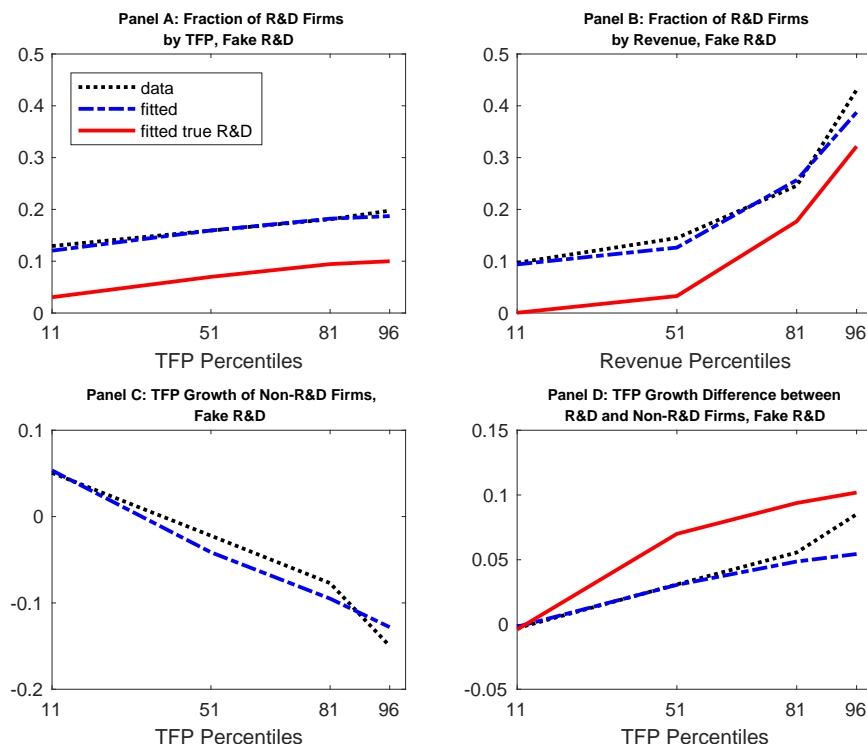 Panel A: Fraction of R&D Firms
by TFP, Fake R&D
0.5
0.4
0.3
0.2
0.1
0
data
fitted
fitted true R&D
11 51 81 96
TFP Percentiles
Panel B: Fraction of R&D Firms
by Revenue, Fake R&D
0.5
0.4
0.3
0.2
0.1
0
11 51 81 96
Revenue Percentiles
Panel C: TFP Growth of Non-R&D Firms,
Fake R&D
0.1
0
-0.1
-0.2
11 51 81 96
TFP Percentiles
Panel D: TFP Growth Difference between
R&D and Non-R&D Firms, Fake R&D
0.15
0.1
0.05
0
-0.05
11 51 81 96
TFP Percentiles